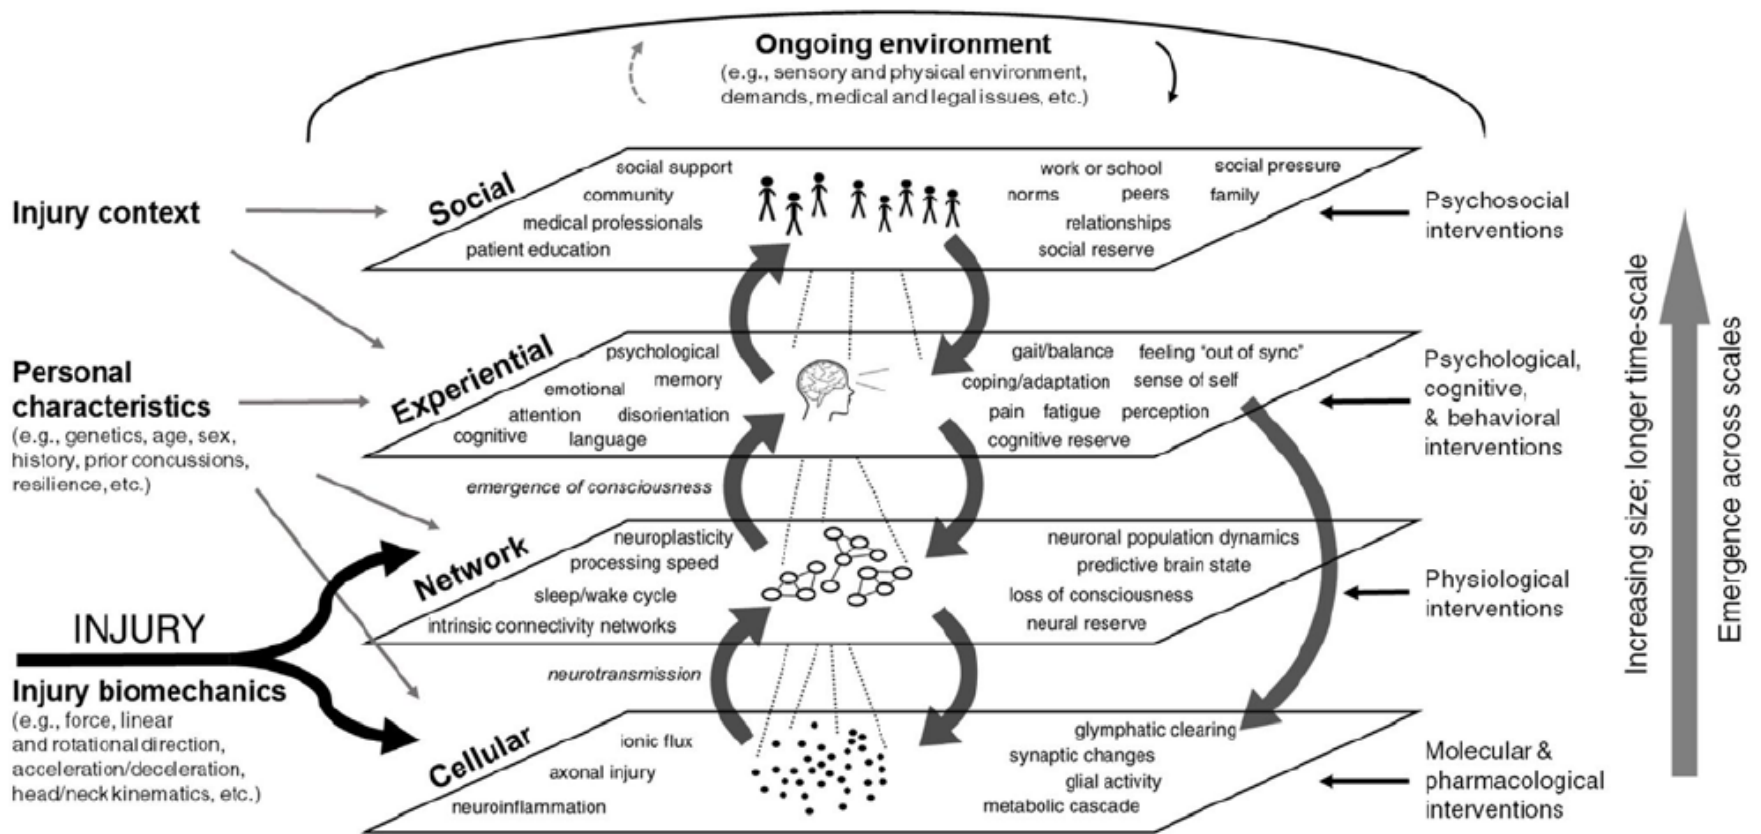 Ongoing environment
(e.g., sensory and physical environment,
demands, medical and legal issues, etc.)
Injury context
Social
social support
community
medical professionals
patient education
work or school
social pressure
norms
peers
family
relationships
social reserve
Psychosocial
interventions
Personal
characteristics
(e.g., genetics, age, sex,
history, prior concussions,
resilience, etc.)
Experiential
psychological
emotional
memory
attention
disorientation
cognitive
language
gait/balance
feeling "out of sync"
coping/adaptation
sense of self
pain
fatigue
perception
cognitive reserve
Psychological,
cognitive,
& behavioral
interventions
emergence of consciousness
Network
neuroplasticity
processing speed
sleep/wake cycle
intrinsic connectivity networks
neuronal population dynamics
predictive brain state
loss of consciousness
neural reserve
Physiological
interventions
INJURY
Injury biomechanics
(e.g., force, linear
and rotational direction,
acceleration/deceleration,
head/neck kinematics, etc.)
neurotransmission
Cellular
ionic flux
axonal injury
neuroinflammation
glymphatic clearing
synaptic changes
glial activity
metabolic cascade
Molecular &
pharmacological
interventions
Increasing size; longer time-scale
Emergence across scales